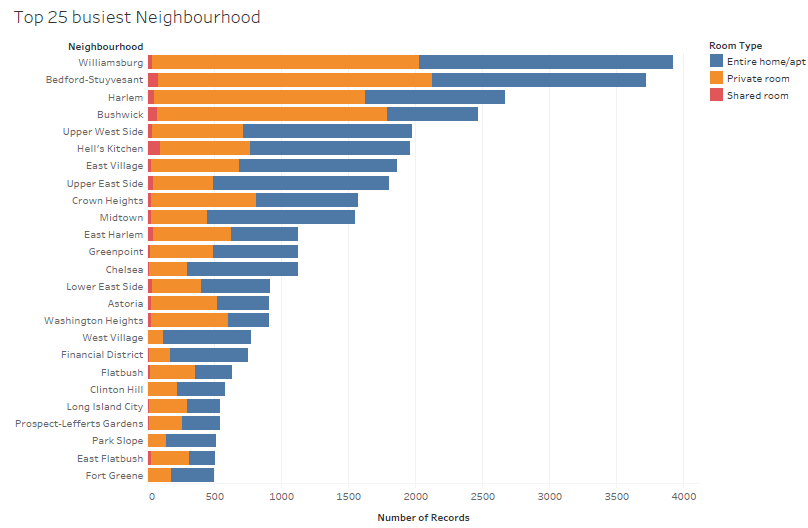 Top 25 busiest Neighbourhood
Neighbourhood
Williamsburg
Bedford-Stuyvesant
Harlem
Bushwick
Upper West Side
Hell's Kitchen
East Village
Upper East Side
Crown Heights
Midtown
East Harlem
Greenpoint
Chelsea
Lower East Side
Astoria
Washington Heights
West Village
Financial District
Flatbush
Clinton Hill
Long Island City
Prospect-Lefferts Gardens
Park Slope
East Flatbush
Fort Greene
0 500 1000 1500 2000 2500 3000 3500 4000
Number of Records
Room Type
Entire home/apt
Private room
Shared room